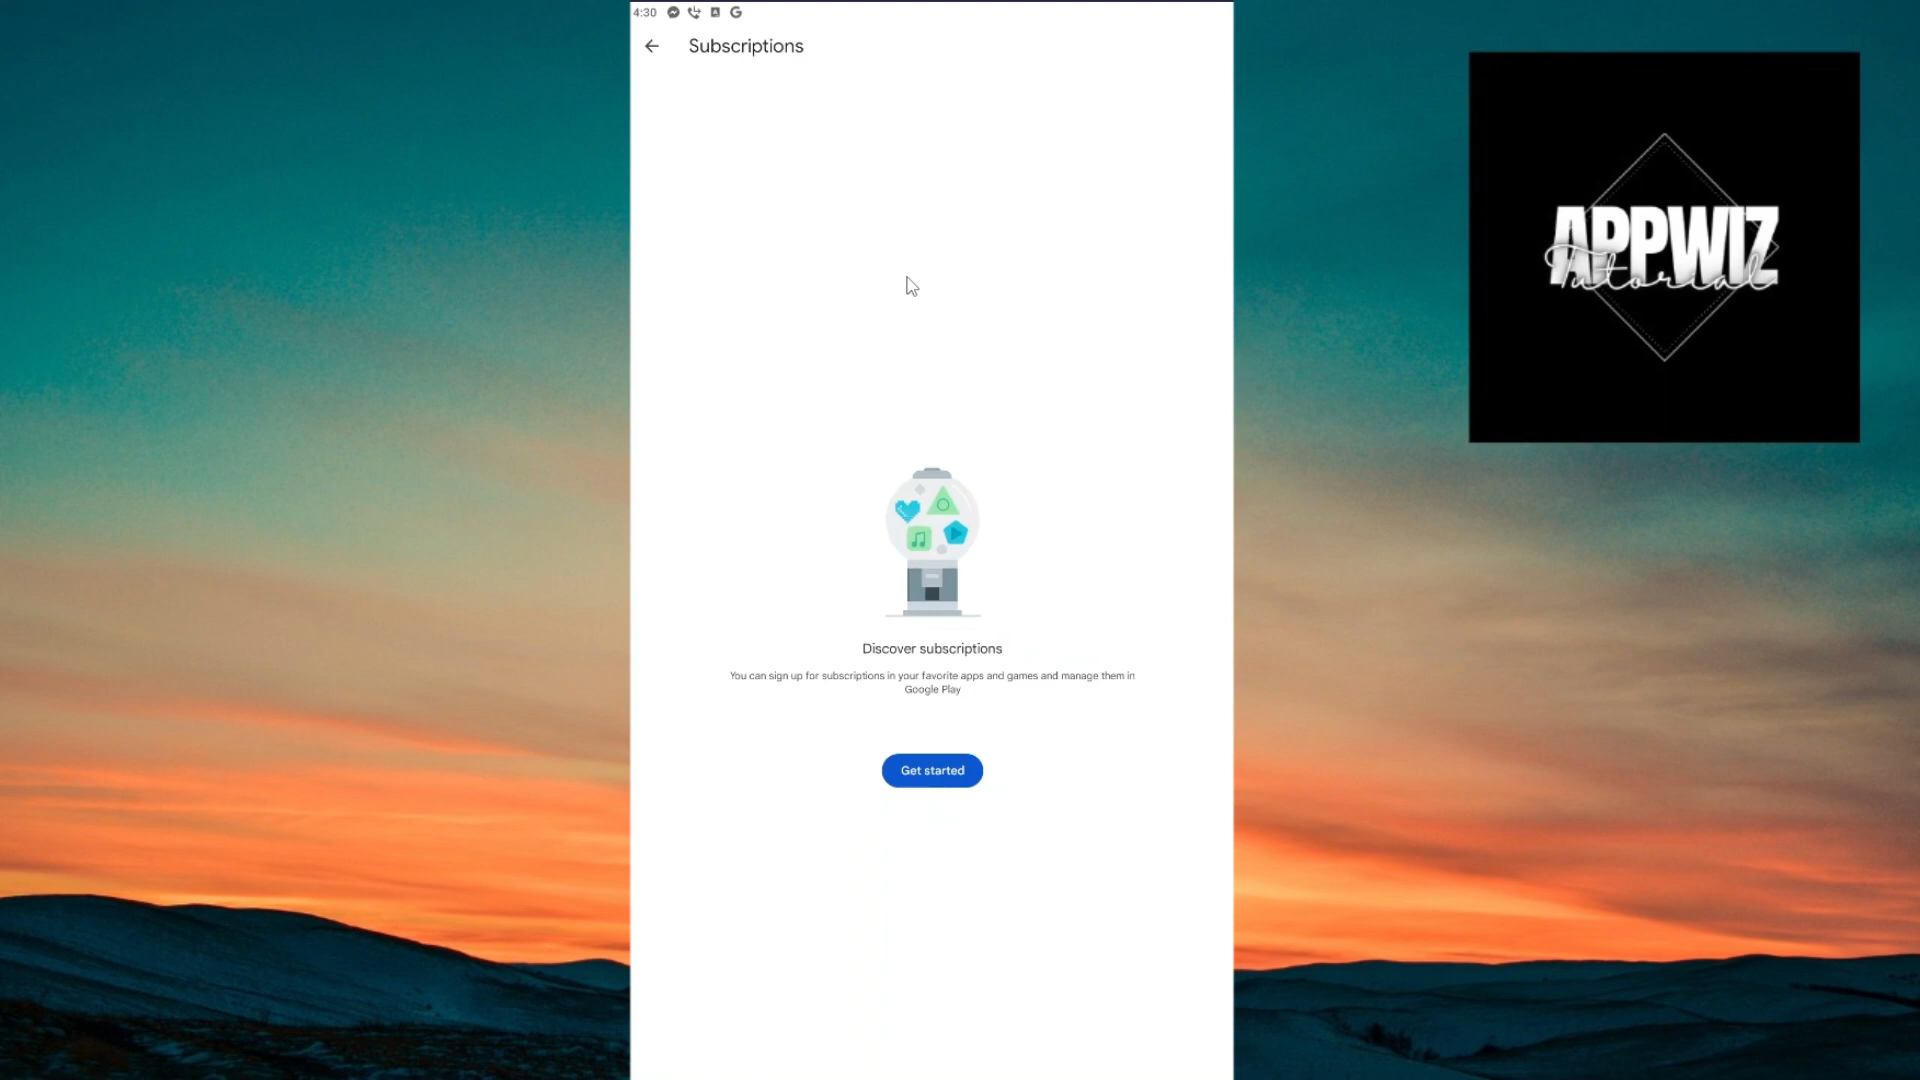 4:30
Subscriptions
APPWIZ
Tutorial
Discover subscriptions
You can sign up for subscriptions in your favorite apps and games and manage them in
Google Play
Get started